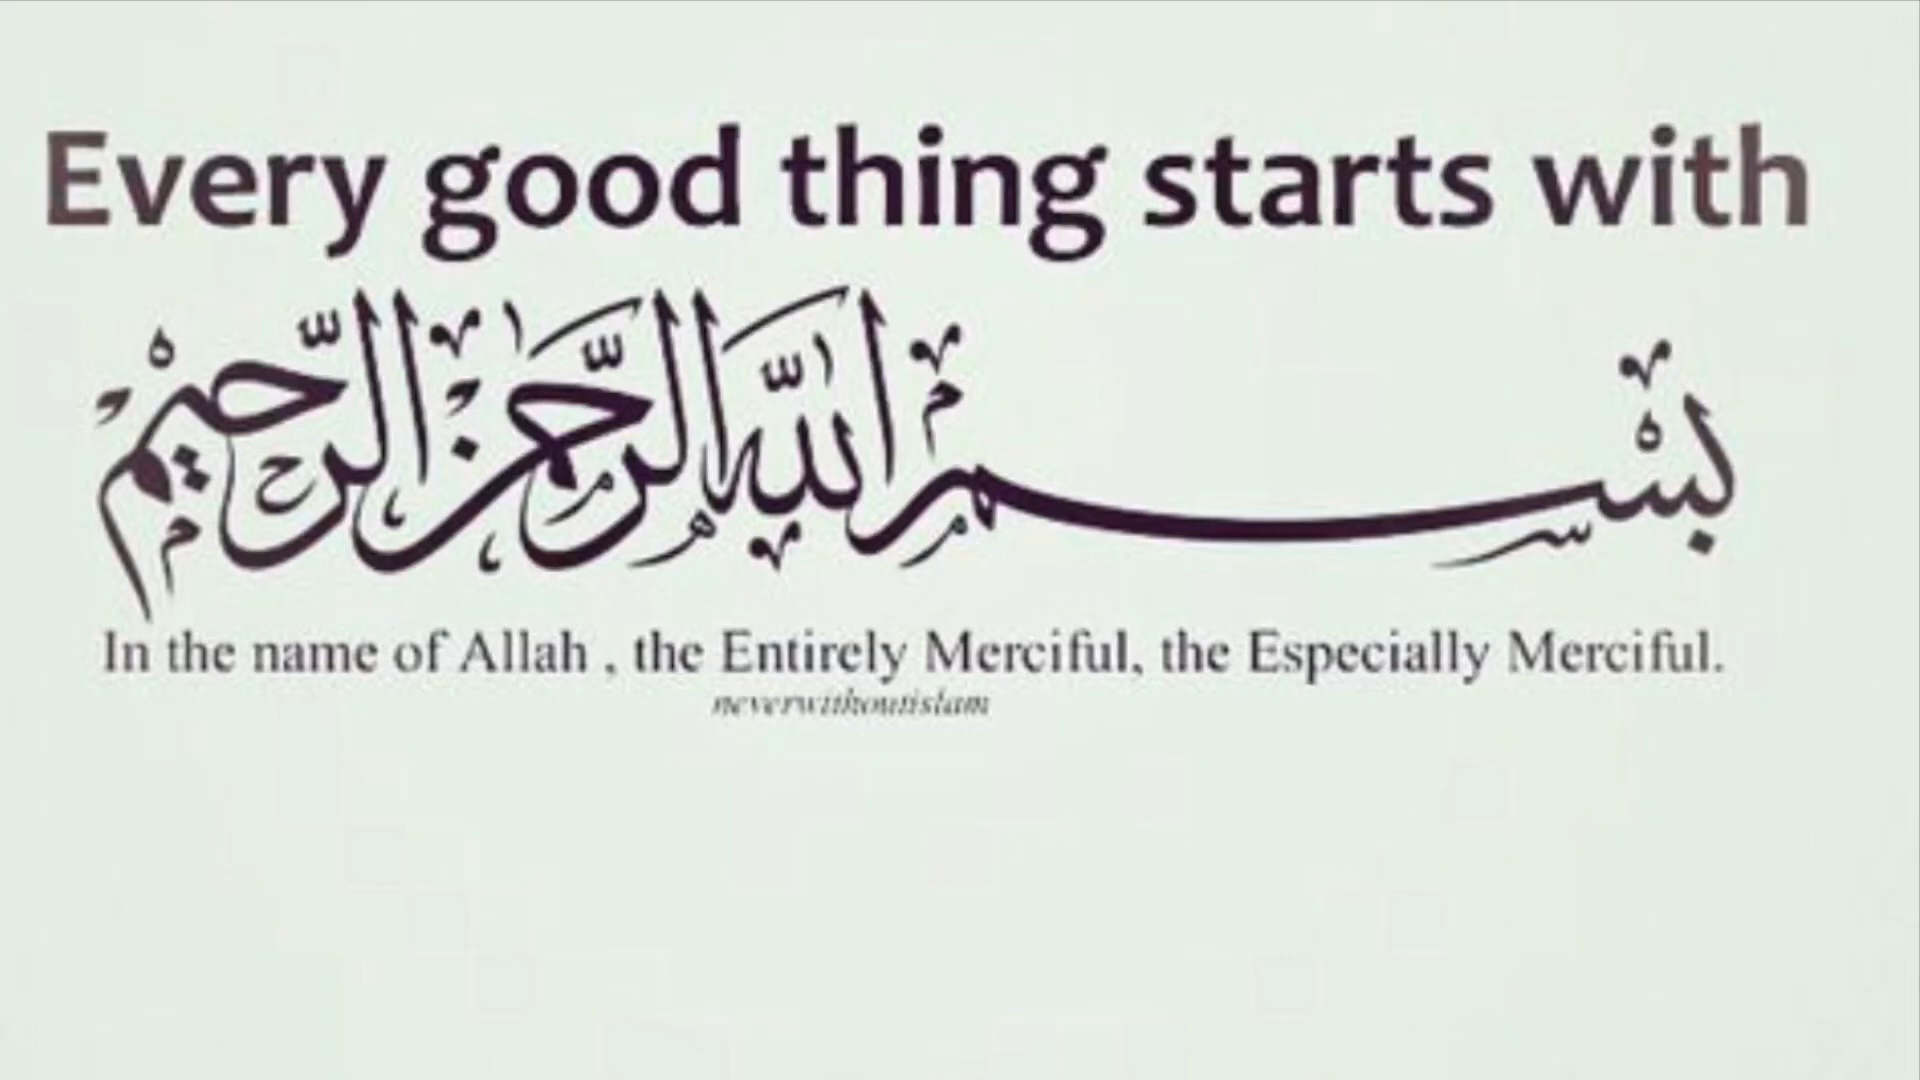 Every good thing starts with
بسم الله الرحمن الرحيم
In the name of Allah , the Entirely Merciful, the Especially Merciful.
neverwithoutislam